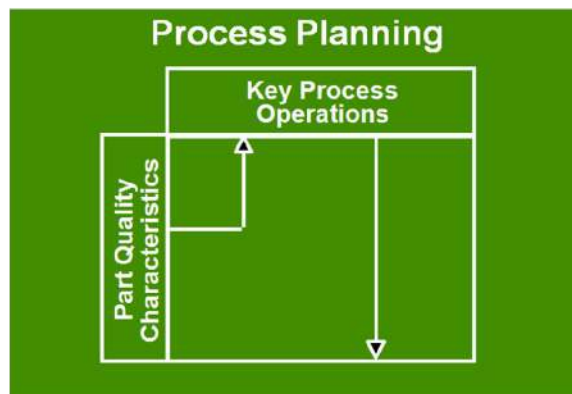 Process Planning
Key Process
Operations
Part Quality
Characteristics